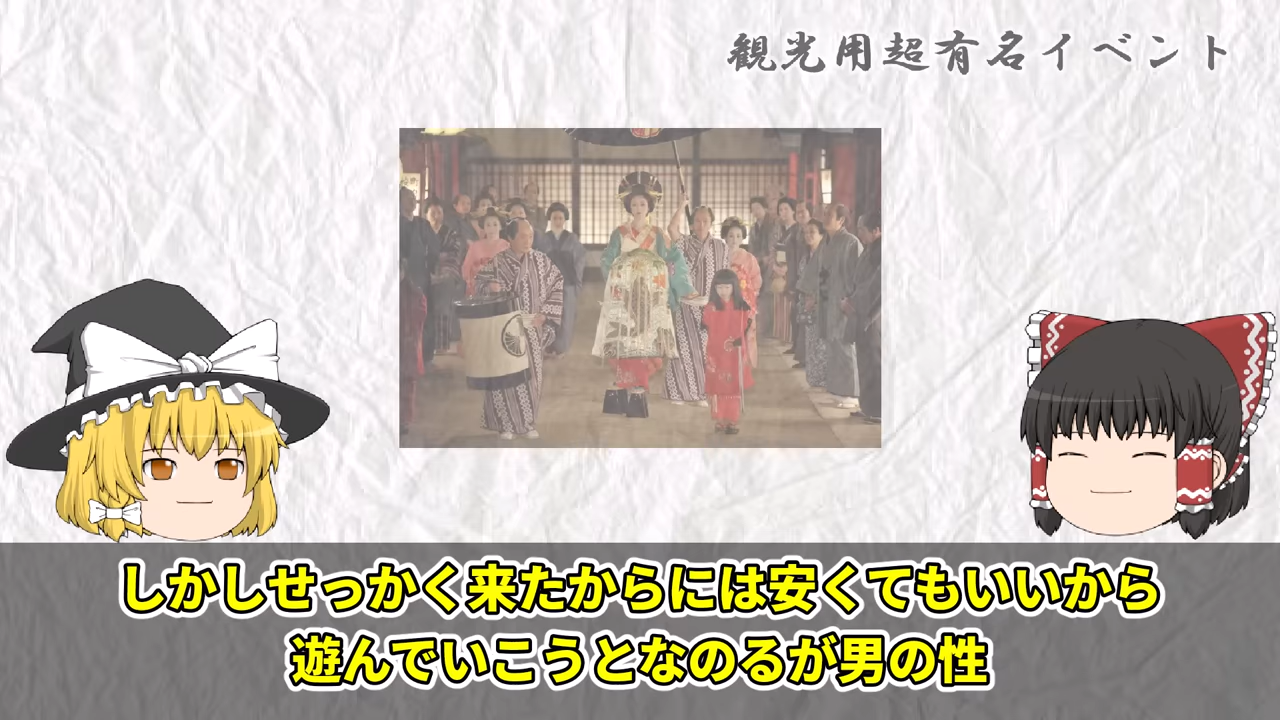 観光用超有名イベント
しかしせっかく来たからには安くてもいいから
遊んでいこうとなのるが男の性